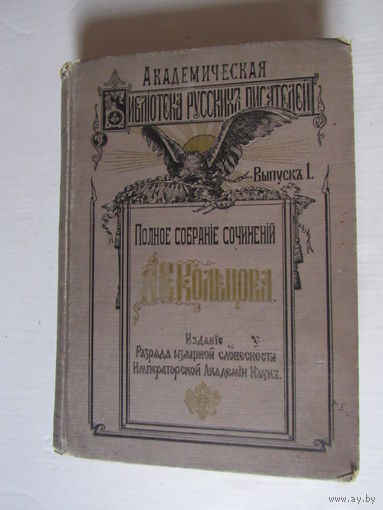 Академическая
Библіотека русскихъ писателей
Выпускъ 1.
Полное собраніе сочиненій
А.В.Кольцова.
Изданіе
Разряда изящной словесности
Императорской Академіи Наукъ.
www.ay.by